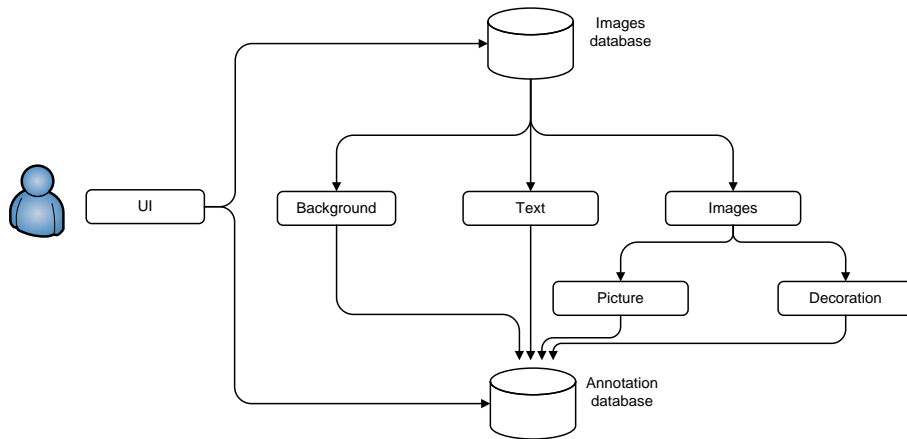 Images
database
UI
Background
Text
Images
Picture
Decoration
Annotation
database